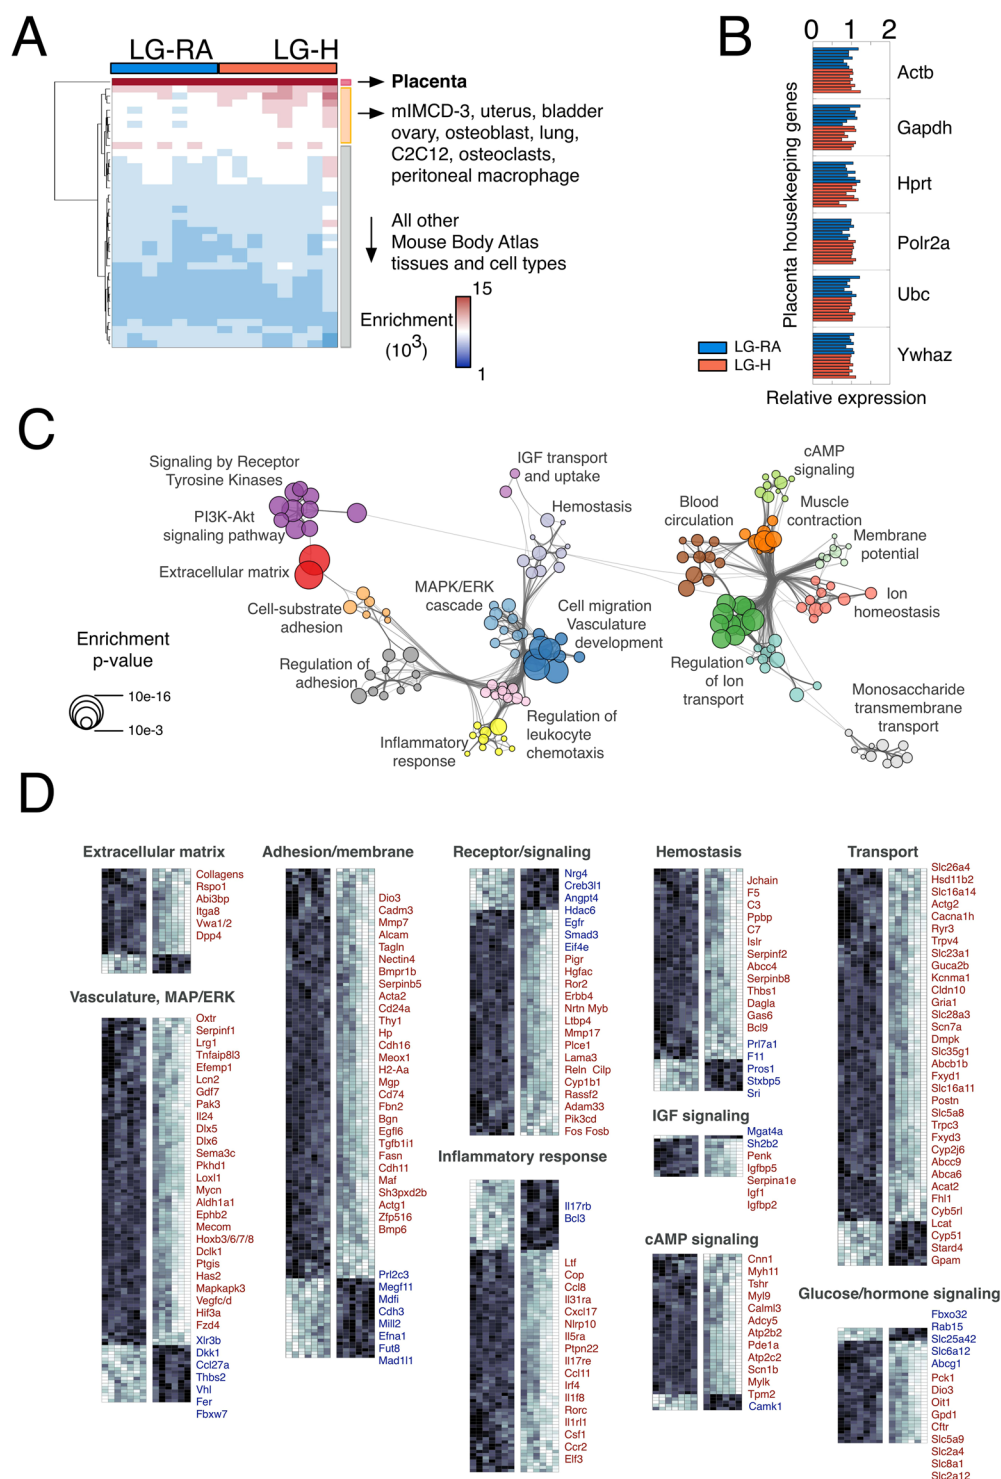 A
LG-RA
LG-H
Placenta
mIMCD-3, uterus, bladder
ovary, osteoblast, lung,
C2C12, osteoclasts,
peritoneal macrophage
All other
Mouse Body Atlas
tissues and cell types
Enrichment
(10³)
15
1
B
0 1 2
Placenta housekeeping genes
Actb
Gapdh
Hprt
Polr2a
Ubc
Ywhaz
LG-RA
LG-H
Relative expression
C
Signaling by Receptor
Tyrosine Kinases
PI3K-Akt
signaling pathway
Extracellular matrix
Cell-substrate
adhesion
Regulation of
adhesion
Enrichment
p-value
10e-16
10e-3
IGF transport
and uptake
Hemostasis
MAPK/ERK
cascade
Cell migration
Vasculature
development
Inflammatory
response
Regulation of
leukocyte
chemotaxis
cAMP
signaling
Blood
circulation
Muscle
contraction
Membrane
potential
Ion
homeostasis
Regulation
of Ion
transport
Monosaccharide
transmembrane
transport
D
Extracellular matrix
Collagens
Rspo1
Abi3bp
Itga8
Vwa1/2
Dpp4
Vasculature, MAP/ERK
Oxtr
Serpinf1
Lrg1
Tnfaip8l3
Efemp1
Lcn2
Gdf7
Pak3
Il24
Dlx5
Dlx6
Sema3c
Pkhd1
Loxl1
Mycn
Aldh1a1
Ephb2
Mecom
Hoxb3/6/7/8
Dclk1
Ptgis
Has2
Mapkapk3
Vegfc/d
Hif3a
Fzd4
Xlr3b
Dkk1
Ccl27a
Thbs2
Vhl
Fer
Fbxw7
Adhesion/membrane
Dio3
Cadm3
Mmp7
Alcam
Tagln
Nectin4
Bmpr1b
Serpinb5
Acta2
Cd24a
Thy1
Hp
Cdh16
Meox1
H2-Aa
Mgp
Cd74
Fbn2
Bgn
Egfl6
Tgfb1i1
Fasn
Cdh11
Maf
Sh3pxd2b
Actg1
Zfp516
Bmp6
Prl2c3
Megf11
Mdfi
Cdh3
Mill2
Efna1
Fut8
Mad1l1
Receptor/signaling
Nrg4
Creb3l1
Angpt4
Hdac6
Egfr
Smad3
Eif4e
Pigr
Hgfac
Ror2
Erbb4
Nrtn Myb
Ltbp4
Mmp17
Plce1
Lama3
Reln Cilp
Cyp1b1
Rassf2
Adam33
Pik3cd
Fos Fosb
Inflammatory response
Il17rb
Bcl3
Ltf
Cop
Ccl8
Il31ra
Cxcl17
Nlrp10
Il5ra
Ptpn22
Il17re
Ccl11
Irf4
Il1f8
Rorc
Il1rl1
Csf1
Ccr2
Elf3
Hemostasis
Jchain
F5
C3
Ppbp
C7
Islr
Serpinf2
Abcc4
Serpinb8
Thbs1
Dagla
Gas6
Bcl9
Prl7a1
F11
Pros1
Stxbp5
Sri
IGF signaling
Mgat4a
Sh2b2
Penk
Igfbp5
Serpina1e
Igf1
Igfbp2
cAMP signaling
Cnn1
Myh11
Tshr
Myl9
Calml3
Adcy5
Atp2b2
Pde1a
Atp2c2
Scn1b
Mylk
Tpm2
Camk1
Transport
Slc26a4
Hsd11b2
Slc16a14
Actg2
Cacna1h
Ryr3
Trpv4
Slc23a1
Guca2b
Kcnma1
Cldn10
Gria1
Slc28a3
Scn7a
Dmpk
Slc35g1
Abcb1b
Fxyd1
Slc16a11
Postn
Slc5a8
Trpc3
Fxyd3
Cyp2j6
Abcc9
Abca6
Acat2
Fhl1
Cyb5rl
Lcat
Cyp51
Stard4
Gpam
Glucose/hormone signaling
Fbxo32
Rab15
Slc25a42
Slc6a12
Abcg1
Pck1
Dio3
Oit1
Gpd1
Cftr
Slc5a9
Slc2a4
Slc8a1
Slc2a12